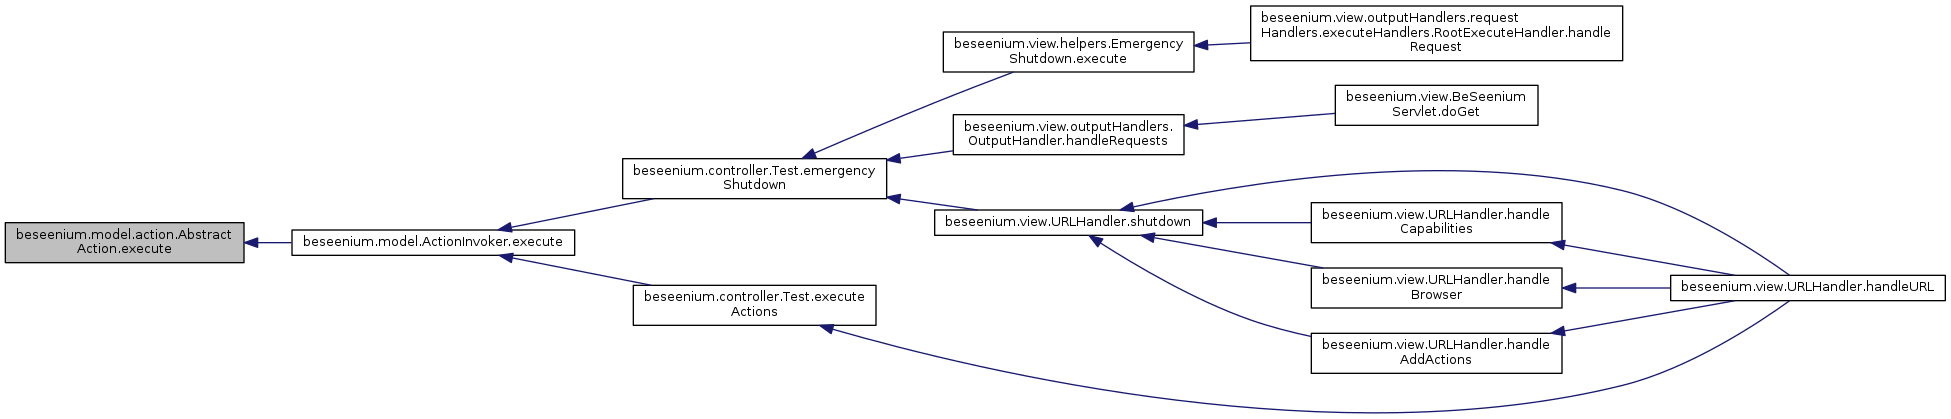 beseenium.model.action.Abstract
Action.execute
beseenium.model.ActionInvoker.execute
beseenium.controller.Test.emergency
Shutdown
beseenium.controller.Test.execute
Actions
beseenium.view.helpers.Emergency
Shutdown.execute
beseenium.view.outputHandlers.
OutputHandler.handleRequests
beseenium.view.URLHandler.shutdown
beseenium.view.outputHandlers.request
Handlers.executeHandlers.RootExecuteHandler.handle
Request
beseenium.view.BeSeenium
Servlet.doGet
beseenium.view.URLHandler.handle
Capabilities
beseenium.view.URLHandler.handle
Browser
beseenium.view.URLHandler.handle
AddActions
beseenium.view.URLHandler.handleURL